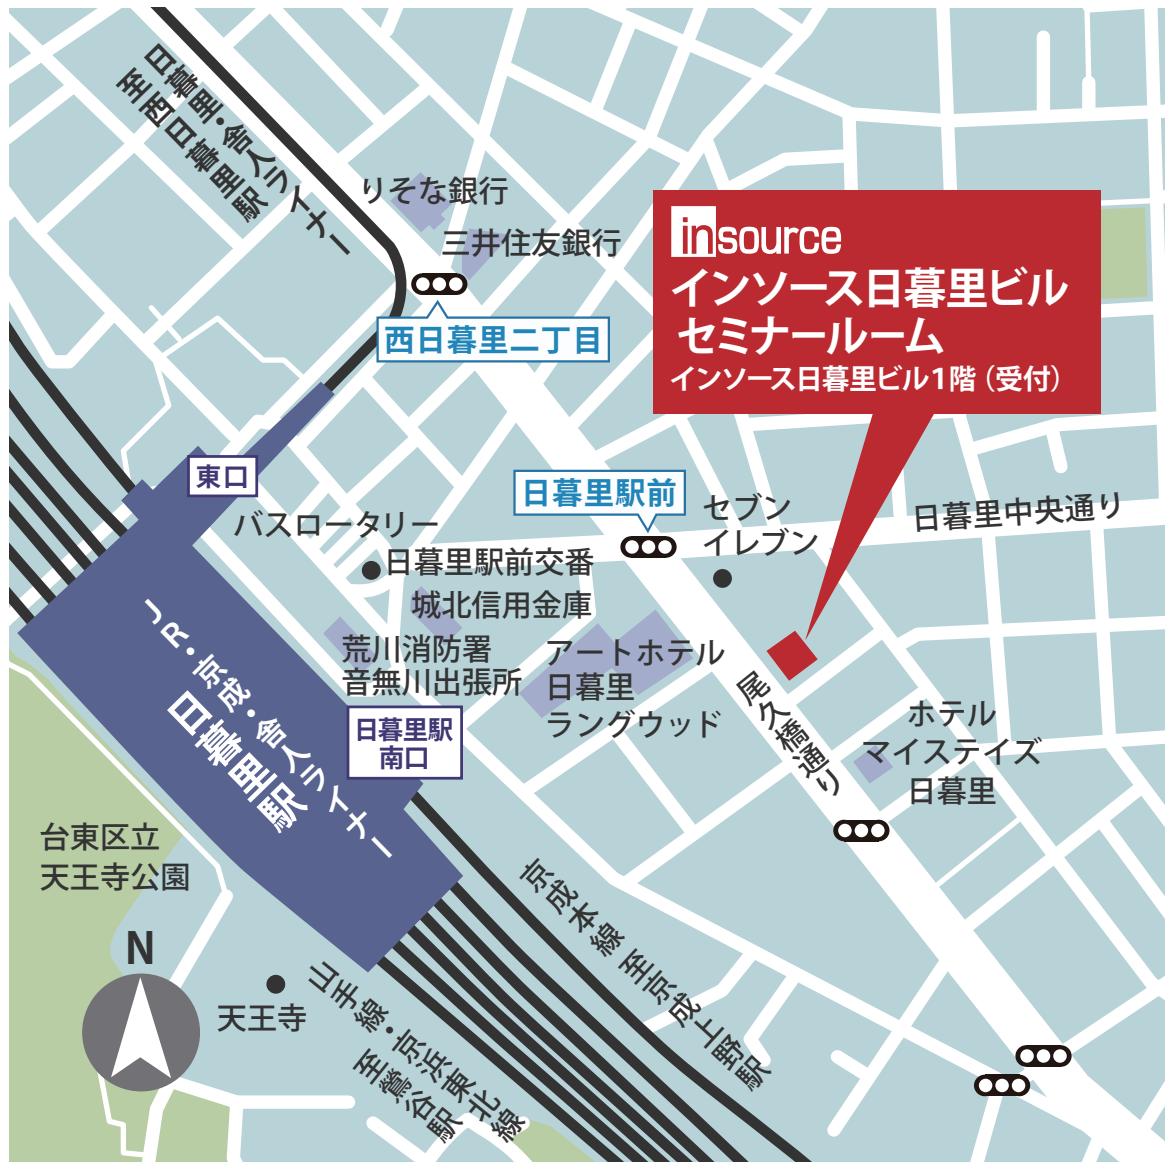 日暮里・舎人ライナー
至西日暮里駅
りそな銀行
三井住友銀行
insource
インソース日暮里ビル
セミナールーム
インソース日暮里ビル1階（受付）
西日暮里二丁目
東口
日暮里駅前
セブン
イレブン
日暮里中央通り
バスロータリー
日暮里駅前交番
城北信用金庫
荒川消防署
音無川出張所
アートホテル
日暮里
ラングウッド
JR・京成・舎人ライナー
日暮里駅
日暮里駅
南口
尾久橋通り
ホテル
マイステイズ
日暮里
台東区立
天王寺公園
N
天王寺
京成本線 至京成上野駅
山手線・京浜東北線
至鶯谷駅